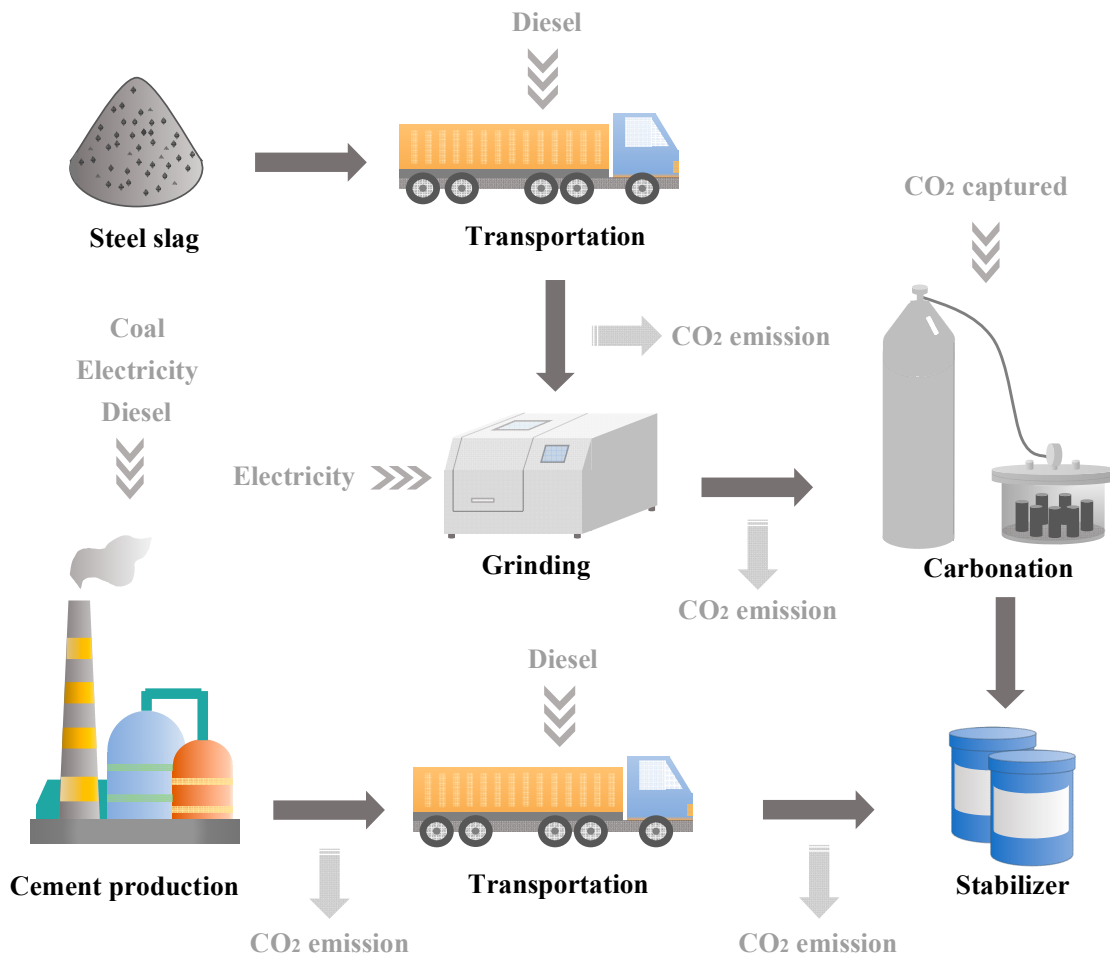 Diesel
Steel slag
Transportation
CO2 captured
Coal
Electricity
Diesel
CO2 emission
Electricity
Grinding
Carbonation
CO2 emission
Diesel
Cement production
Transportation
Stabilizer
CO2 emission
CO2 emission